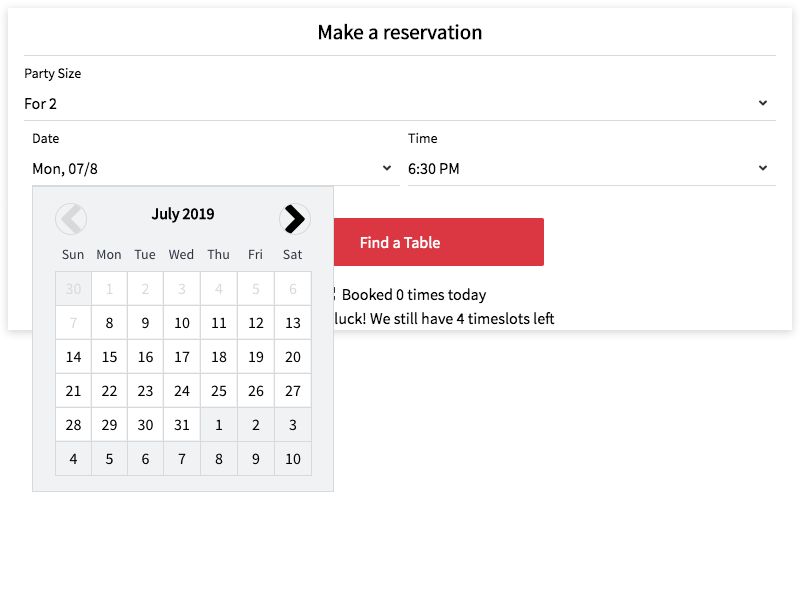 Make a reservation
Party Size
For 2
Date
Time
Mon, 07/8
6:30 PM
July 2019
Sun Mon Tue Wed Thu Fri Sat
30 1 2 3 4 5 6
7 8 9 10 11 12 13
14 15 16 17 18 19 20
21 22 23 24 25 26 27
28 29 30 31 1 2 3
4 5 6 7 8 9 10
Find a Table
Booked 0 times today
luck! We still have 4 timeslots left